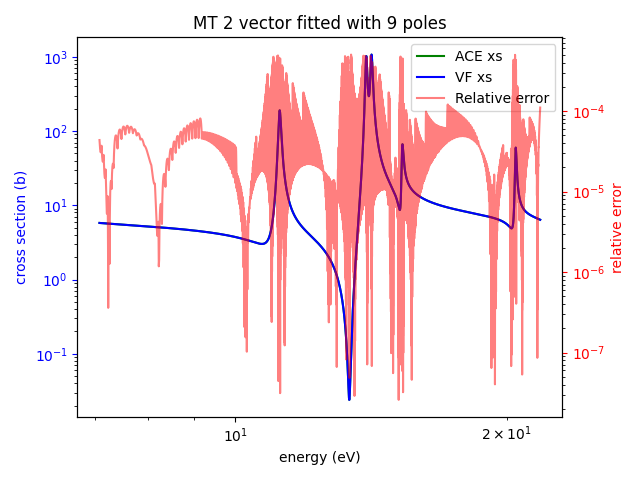 MT 2 vector fitted with 9 poles
ACE xs
VF xs
Relative error
cross section (b)
10³
10²
10¹
10⁰
10⁻¹
10⁻⁴
10⁻⁵
10⁻⁶
10⁻⁷
relative error
10¹
2 × 10¹
energy (eV)